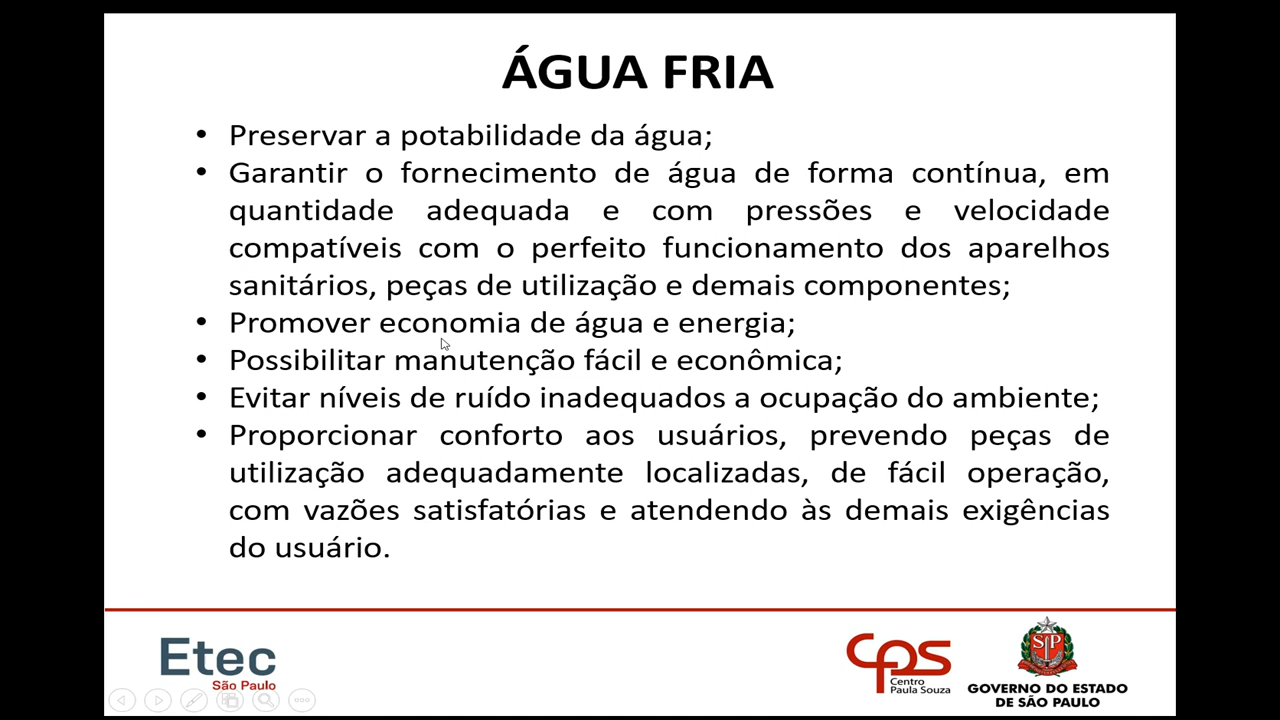 ÁGUA FRIA
• Preservar a potabilidade da água;
• Garantir o fornecimento de água de forma contínua, em
quantidade adequada e com pressões e velocidade
compatíveis com o perfeito funcionamento dos aparelhos
sanitários, peças de utilização e demais componentes;
• Promover economia de água e energia;
• Possibilitar manutenção fácil e econômica;
• Evitar níveis de ruído inadequados a ocupação do ambiente;
• Proporcionar conforto aos usuários, prevendo peças de
utilização adequadamente localizadas, de fácil operação,
com vazões satisfatórias e atendendo às demais exigências
do usuário.
Etec
São Paulo
CPS
Centro
Paula Souza
SP
GOVERNO DO ESTADO
DE SÃO PAULO